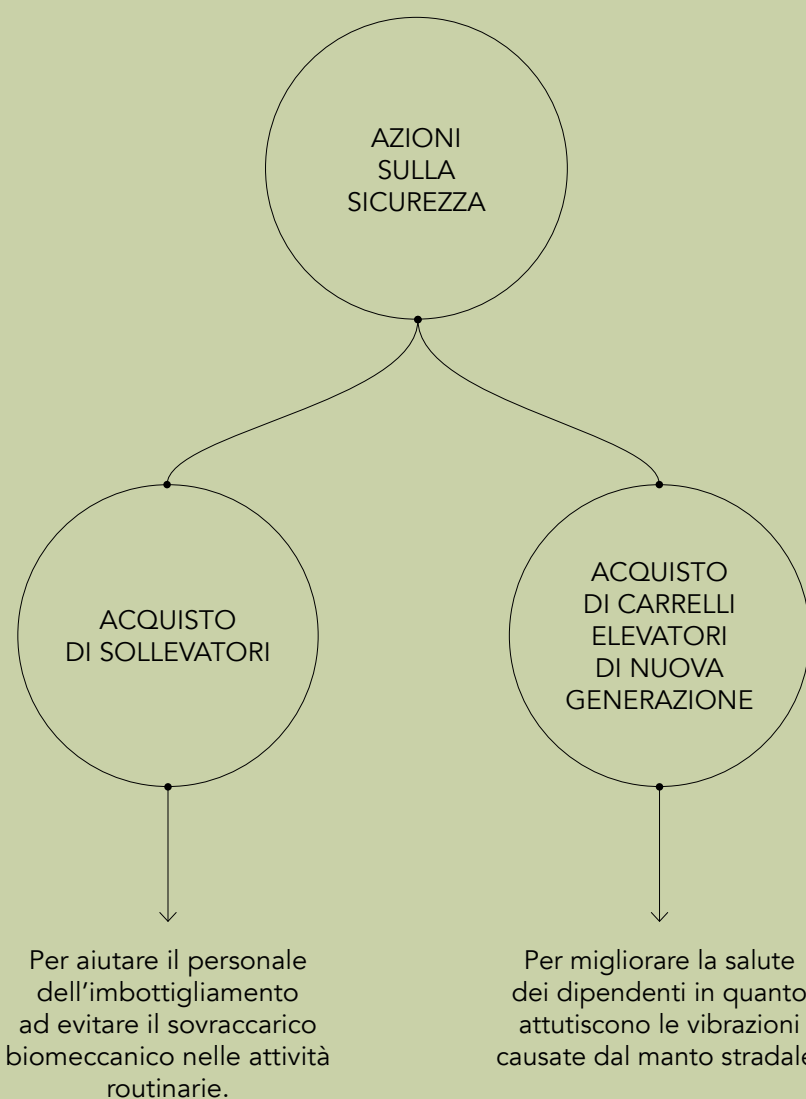 AZIONI
SULLA
SICUREZZA
ACQUISTO
DI SOLLEVATORI
ACQUISTO
DI CARRELLI
ELEVATORI
DI NUOVA
GENERAZIONE
Per aiutare il personale
dell'imbottigliamento
ad evitare il sovraccarico
biomeccanico nelle attività
routinarie.
Per migliorare la salute
dei dipendenti in quanto
attutiscono le vibrazioni
causate dal manto stradale